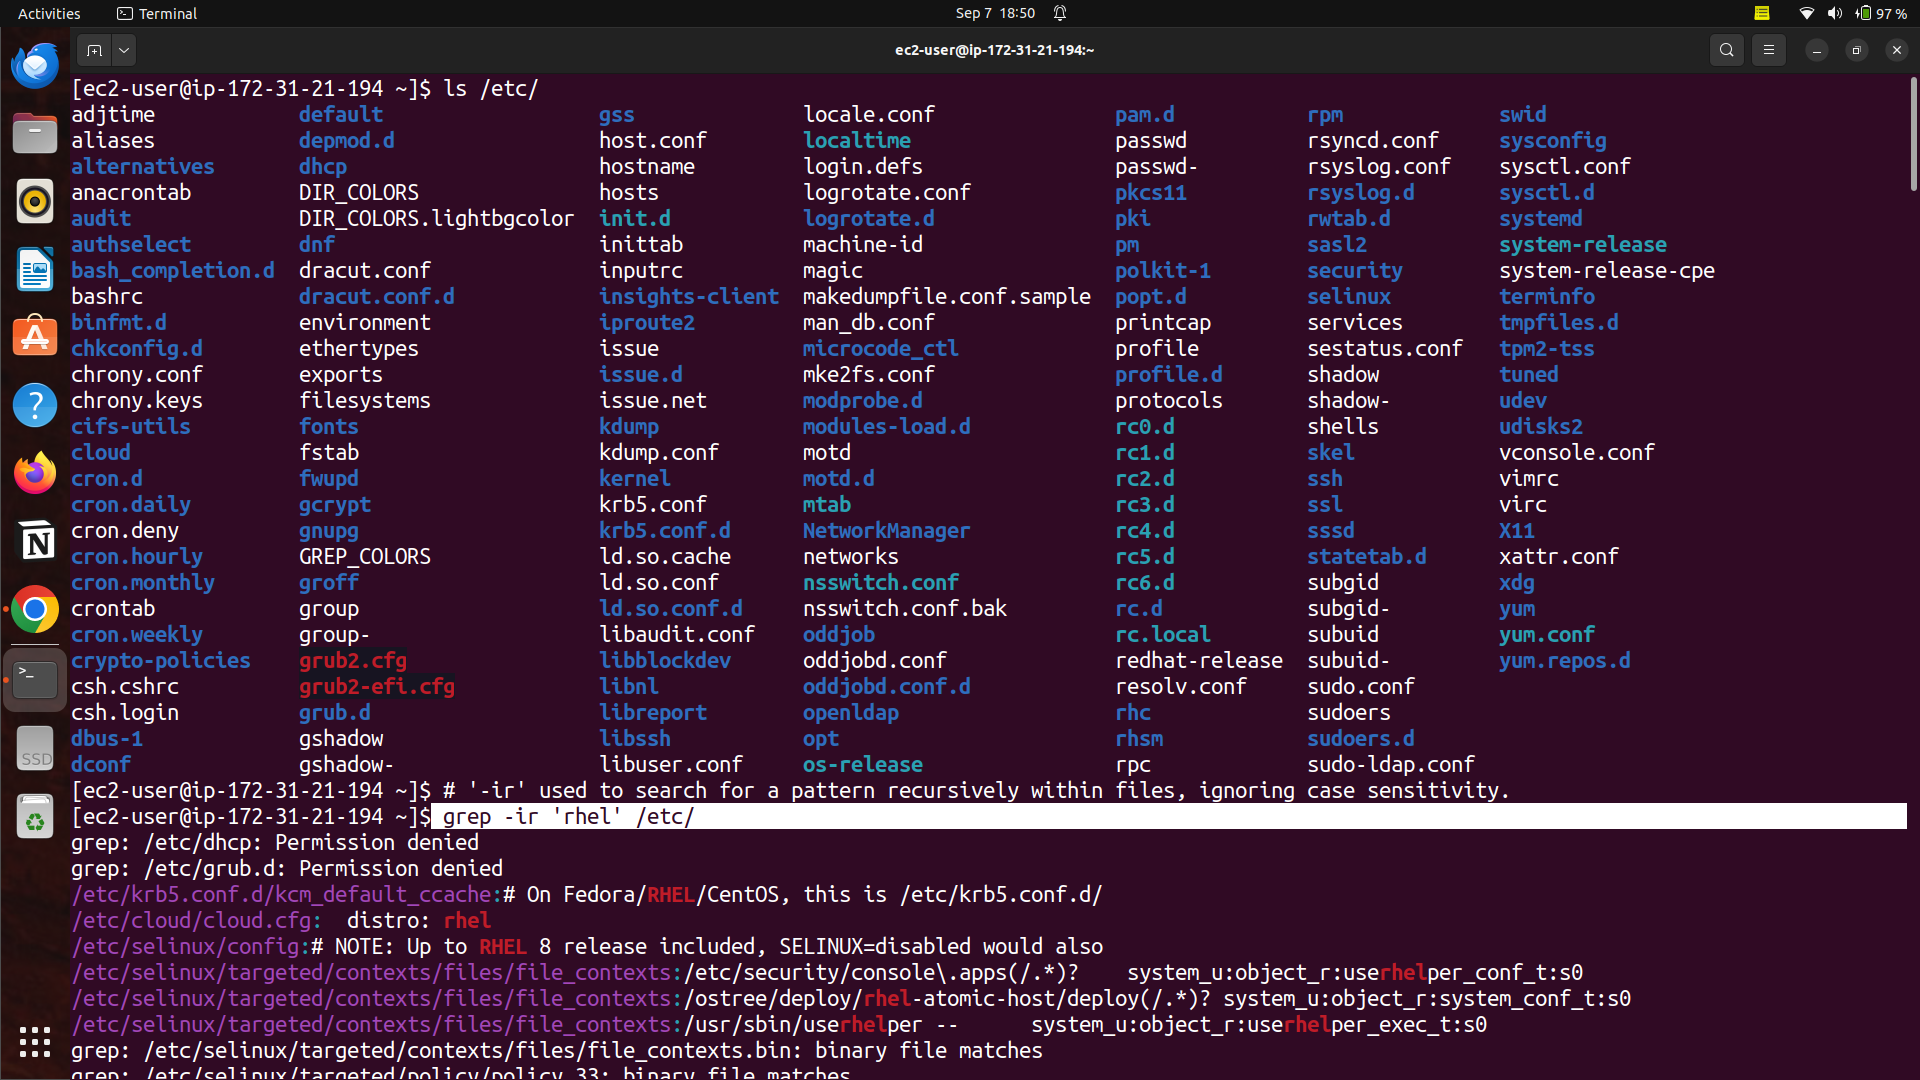 Activities Terminal Sep 7 18:50 97 %
ec2-user@ip-172-31-21-194:~
[ec2-user@ip-172-31-21-194 ~]$ ls /etc/
adjtime default gss locale.conf pam.d rpm swid
aliases depmod.d host.conf localtime passwd rsyncd.conf sysconfig
alternatives dhcp hostname login.defs passwd- rsyslog.conf sysctl.conf
anacrontab DIR_COLORS hosts logrotate.conf pkcs11 rsyslog.d sysctl.d
audit DIR_COLORS.lightbgcolor init.d logrotate.d pki rwtab.d systemd
authselect dnf inittab machine-id pm sasl2 system-release
bash_completion.d dracut.conf inputrc magic polkit-1 security system-release-cpe
bashrc dracut.conf.d insights-client makedumpfile.conf.sample popt.d selinux terminfo
binfmt.d environment iproute2 man_db.conf printcap services tmpfiles.d
chkconfig.d ethertypes issue microcode_ctl profile sestatus.conf tpm2-tss
chrony.conf exports issue.d mke2fs.conf profile.d shadow tuned
chrony.keys filesystems issue.net modprobe.d protocols shadow- udev
cifs-utils fonts kdump modules-load.d rc0.d shells udisks2
cloud fstab kdump.conf motd rc1.d skel vconsole.conf
cron.d fwupd kernel motd.d rc2.d ssh vimrc
cron.daily gcrypt krb5.conf mtab rc3.d ssl virc
cron.deny gnupg krb5.conf.d NetworkManager rc4.d sssd X11
cron.hourly GREP_COLORS ld.so.cache networks rc5.d statetab.d xattr.conf
cron.monthly groff ld.so.conf nsswitch.conf rc6.d subgid xdg
crontab group ld.so.conf.d nsswitch.conf.bak rc.d subgid- yum
cron.weekly group- libaudit.conf oddjob rc.local subuid yum.conf
crypto-policies grub2.cfg libblockdev oddjobd.conf redhat-release subuid- yum.repos.d
csh.cshrc grub2-efi.cfg libnl oddjobd.conf.d resolv.conf sudo.conf
csh.login grub.d libreport openldap rhc sudoers
dbus-1 gshadow libssh opt rhsm sudoers.d
dconf gshadow- libuser.conf os-release rpc sudo-ldap.conf
[ec2-user@ip-172-31-21-194 ~]$ # '-ir' used to search for a pattern recursively within files, ignoring case sensitivity.
[ec2-user@ip-172-31-21-194 ~]$ grep -ir 'rhel' /etc/
grep: /etc/dhcp: Permission denied
grep: /etc/grub.d: Permission denied
/etc/krb5.conf.d/kcm_default_ccache:# On Fedora/RHEL/CentOS, this is /etc/krb5.conf.d/
/etc/cloud/cloud.cfg:  distro: rhel
/etc/selinux/config:# NOTE: Up to RHEL 8 release included, SELINUX=disabled would also
/etc/selinux/targeted/contexts/files/file_contexts:/etc/security/console\.apps(/.*)?    system_u:object_r:userhelper_conf_t:s0
/etc/selinux/targeted/contexts/files/file_contexts:/ostree/deploy/rhel-atomic-host/deploy(/.*)? system_u:object_r:system_conf_t:s0
/etc/selinux/targeted/contexts/files/file_contexts:/usr/sbin/userhelper --      system_u:object_r:userhelper_exec_t:s0
grep: /etc/selinux/targeted/contexts/files/file_contexts.bin: binary file matches
grep: /etc/selinux/targeted/policy/policy.33: binary file matches
SSD